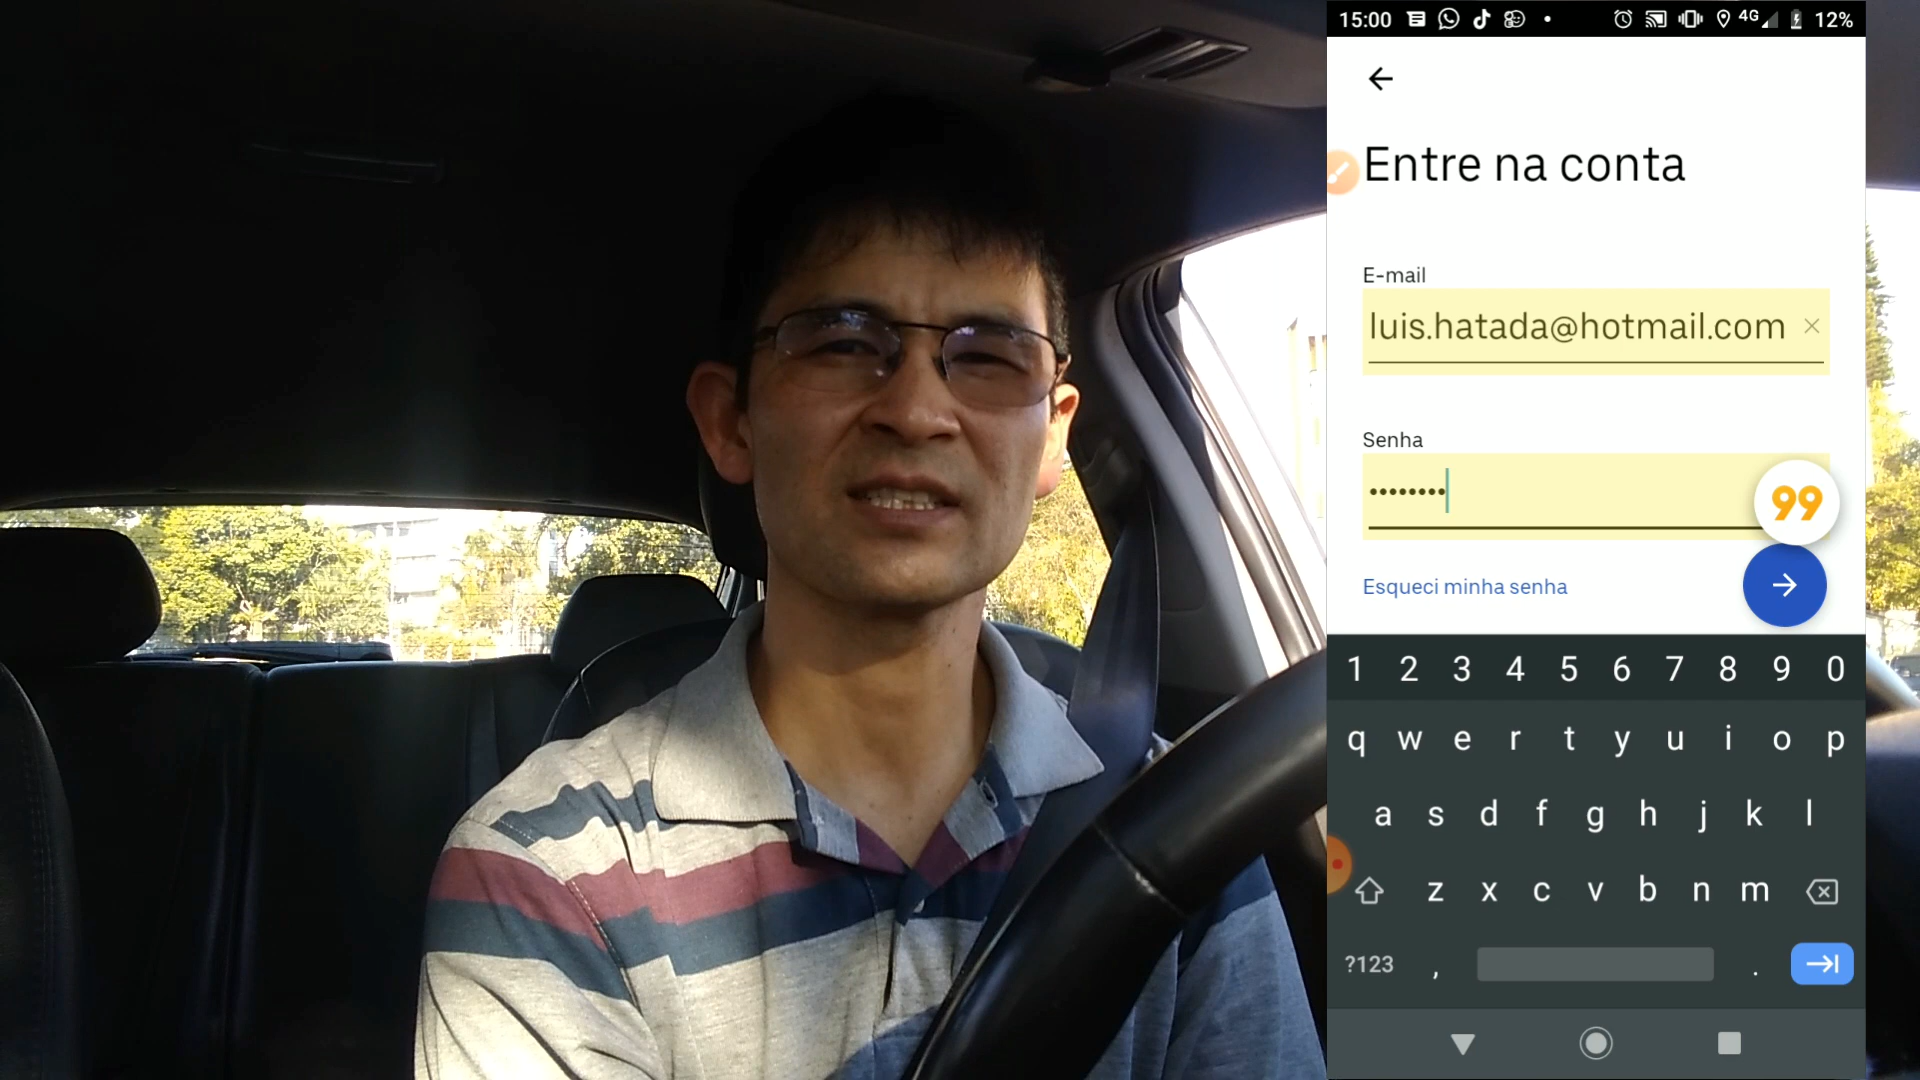 15:00 4G 12%
Entre na conta
E-mail
luis.hatada@hotmail.com
Senha
••••••••
99
Esqueci minha senha
1 2 3 4 5 6 7 8 9 0
q w e r t y u i o p
a s d f g h j k l
z x c v b n m
?123 , .